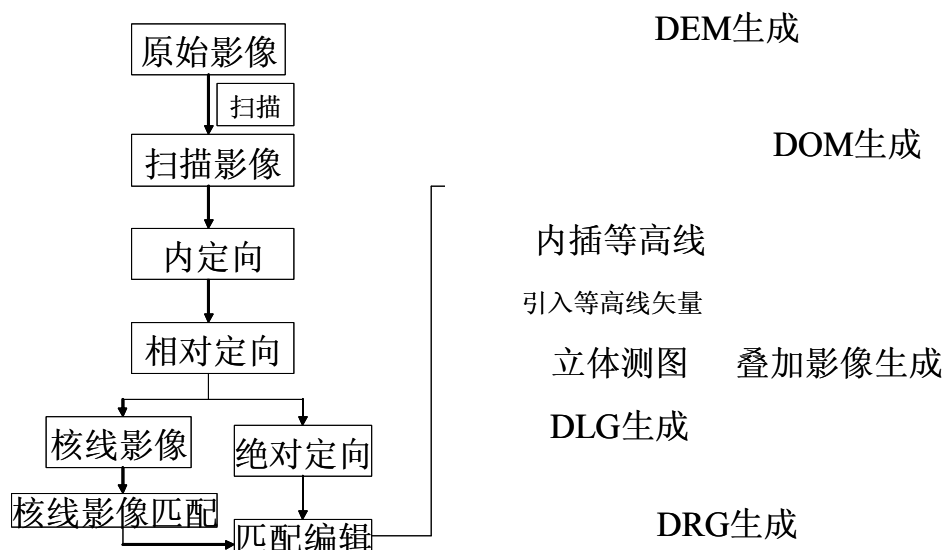 原始影像
扫描
扫描影像
内定向
相对定向
核线影像
绝对定向
核线影像匹配
匹配编辑
DEM生成
DOM生成
内插等高线
引入等高线矢量
立体测图
叠加影像生成
DLG生成
DRG生成